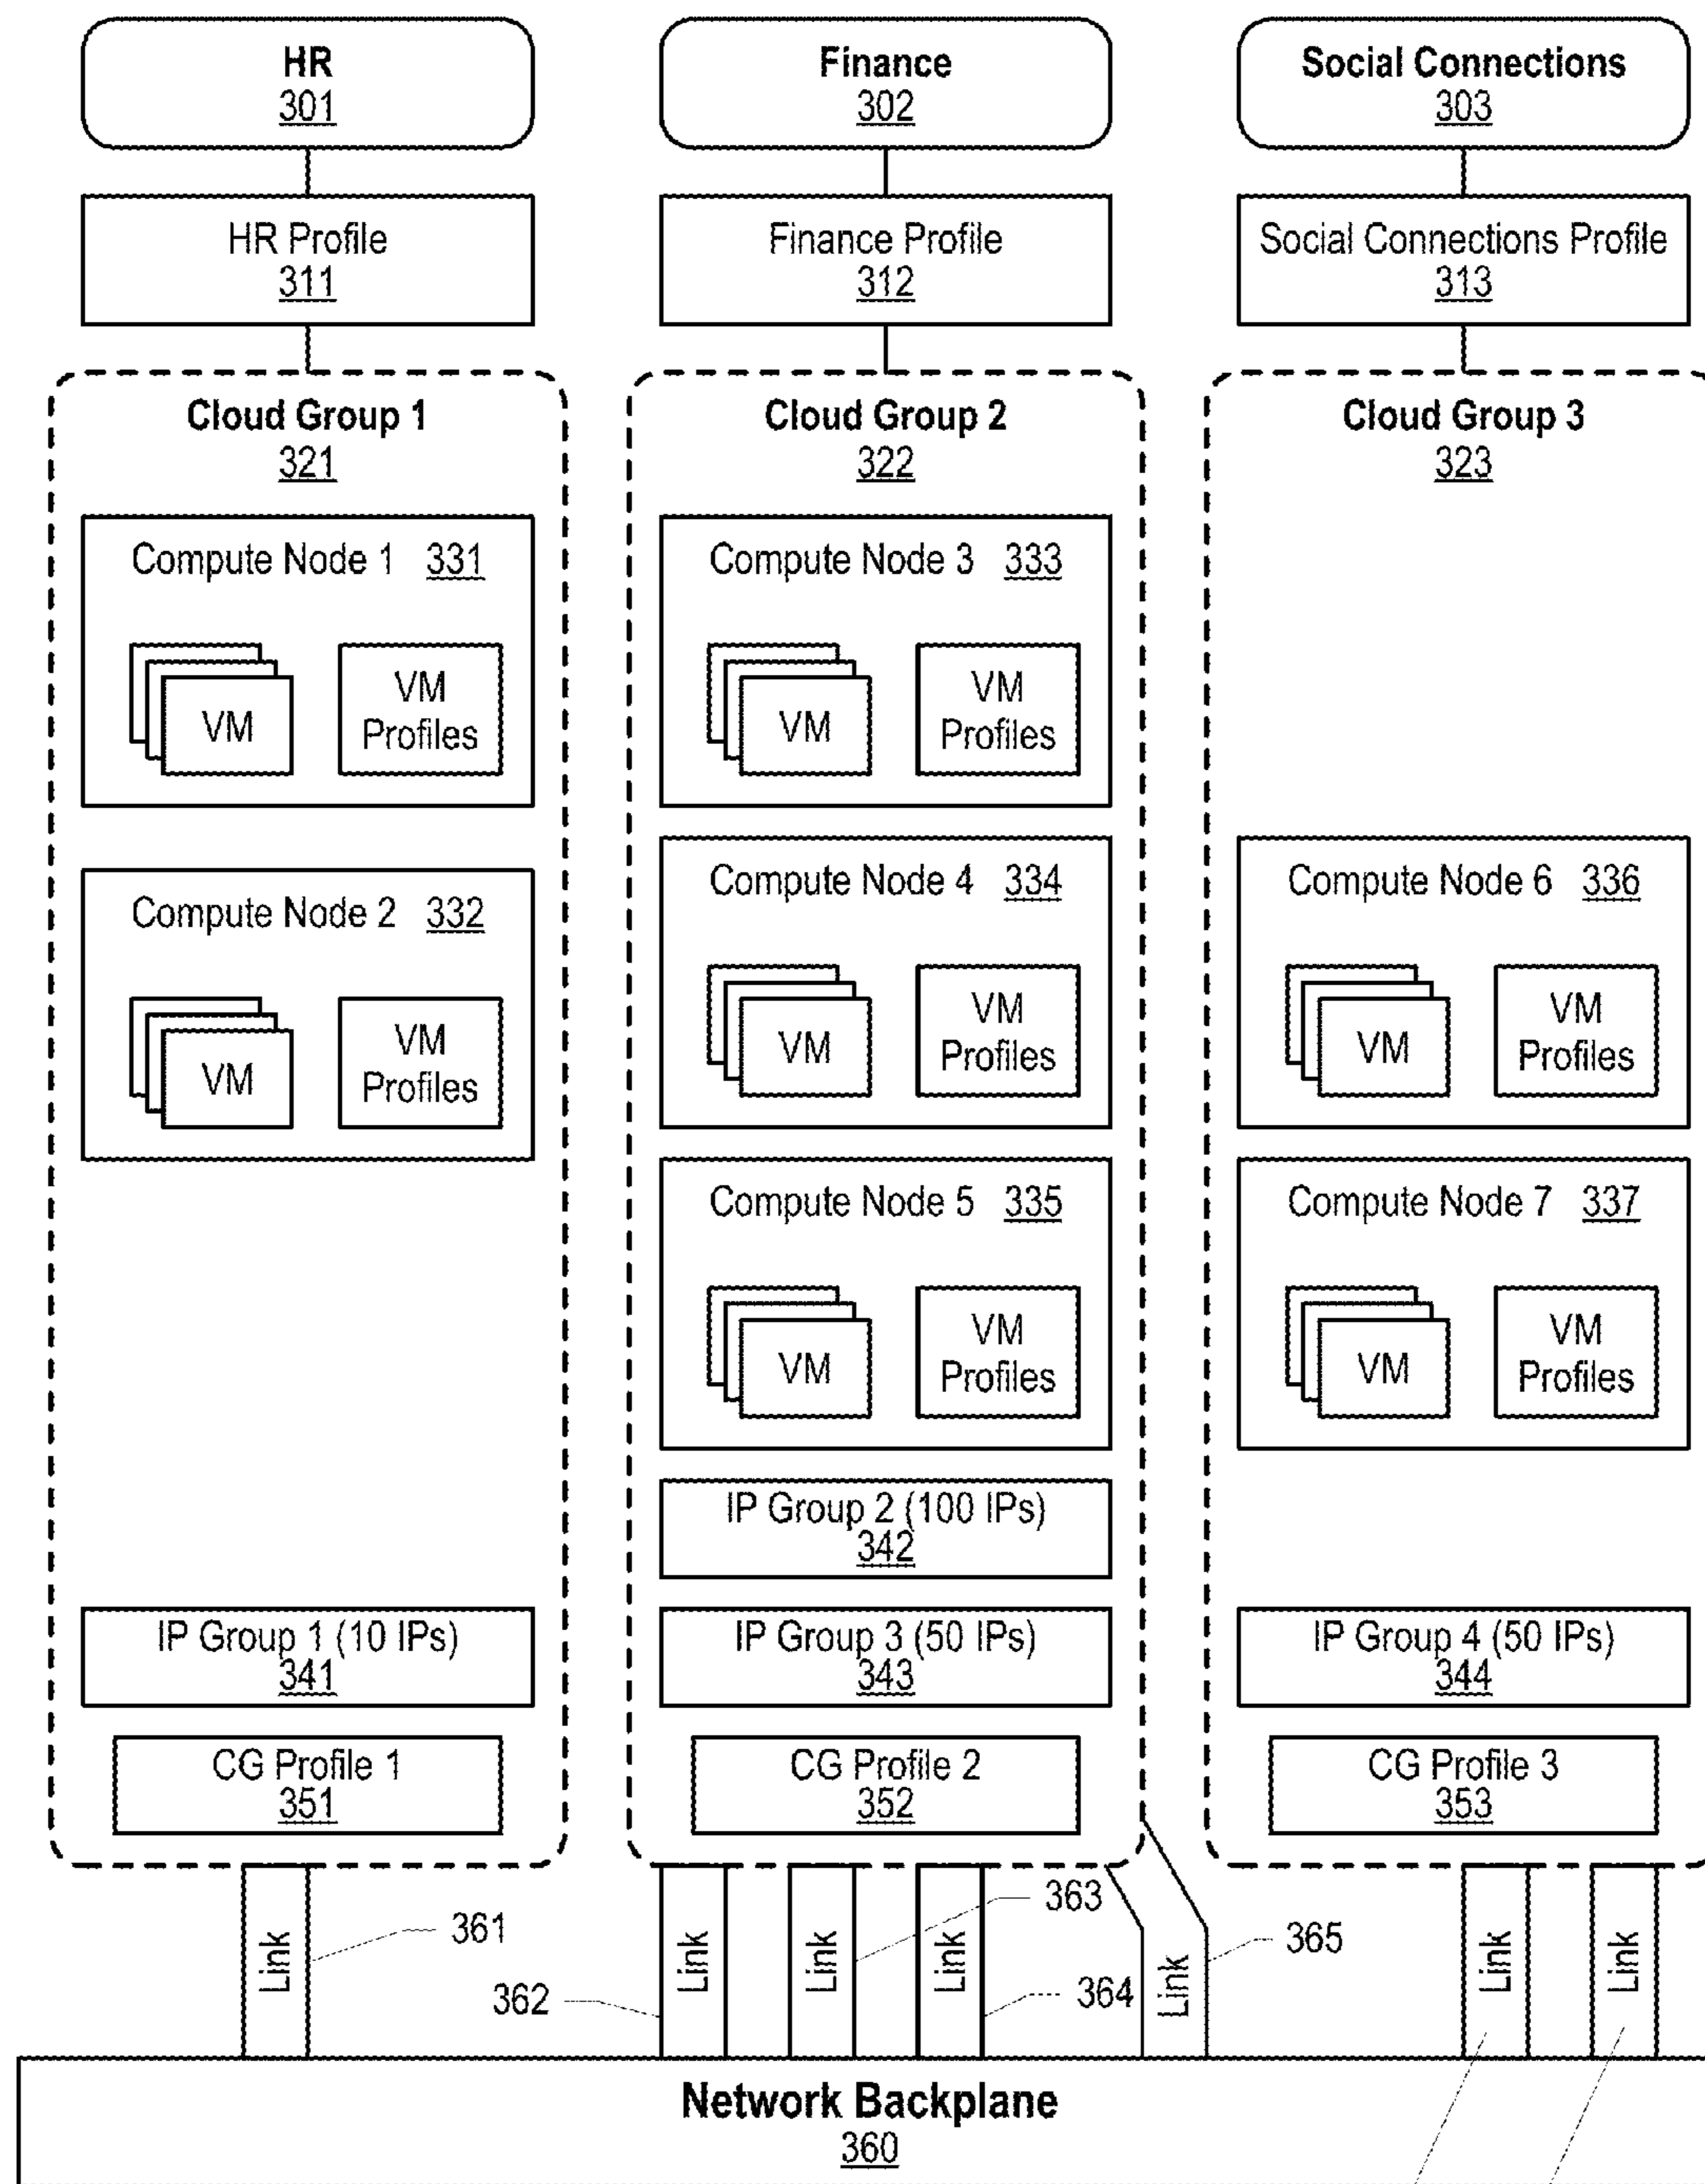 HR
301
Finance
302
Social Connections
303
HR Profile
311
Finance Profile
312
Social Connections Profile
313
Cloud Group 1
321
Compute Node 1 331
VM
VM
Profiles
Compute Node 2 332
VM
VM
Profiles
IP Group 1 (10 IPs)
341
CG Profile 1
351
Cloud Group 2
322
Compute Node 3 333
VM
VM
Profiles
Compute Node 4 334
VM
VM
Profiles
Compute Node 5 335
VM
VM
Profiles
IP Group 2 (100 IPs)
342
IP Group 3 (50 IPs)
343
CG Profile 2
352
Cloud Group 3
323
Compute Node 6 336
VM
VM
Profiles
Compute Node 7 337
VM
VM
Profiles
IP Group 4 (50 IPs)
344
CG Profile 3
353
Link
361
362
Link
Link
363
Link
364
Link
365
Link
Link
Network Backplane
360